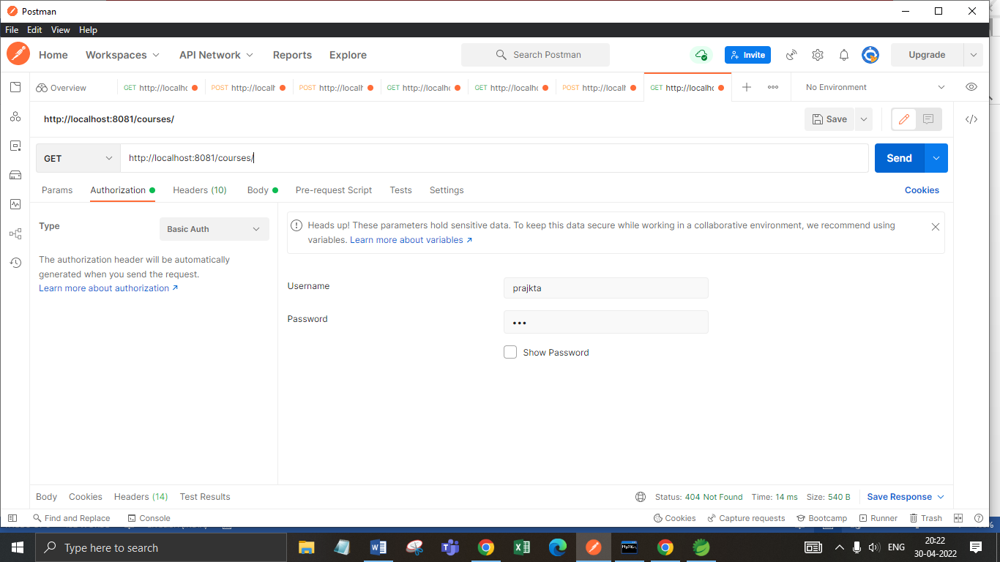 Postman
File Edit View Help
Home Workspaces API Network Reports Explore Search Postman Invite Upgrade
Overview GET http://localho POST http://localh POST http://localh GET http://localho GET http://localho POST http://localh GET http://localho No Environment
http://localhost:8081/courses/ Save
GET http://localhost:8081/courses/ Send
Params Authorization Headers (10) Body Pre-request Script Tests Settings Cookies
Type Basic Auth
The authorization header will be automatically
generated when you send the request.
Learn more about authorization ↗
Heads up! These parameters hold sensitive data. To keep this data secure while working in a collaborative environment, we recommend using
variables. Learn more about variables ↗
Username prajkta
Password •••
Show Password
Body Cookies Headers (14) Test Results Status: 404 Not Found Time: 14 ms Size: 540 B Save Response
Find and Replace Console Cookies Capture requests Bootcamp Runner Trash
Type here to search ENG 20:22
30-04-2022